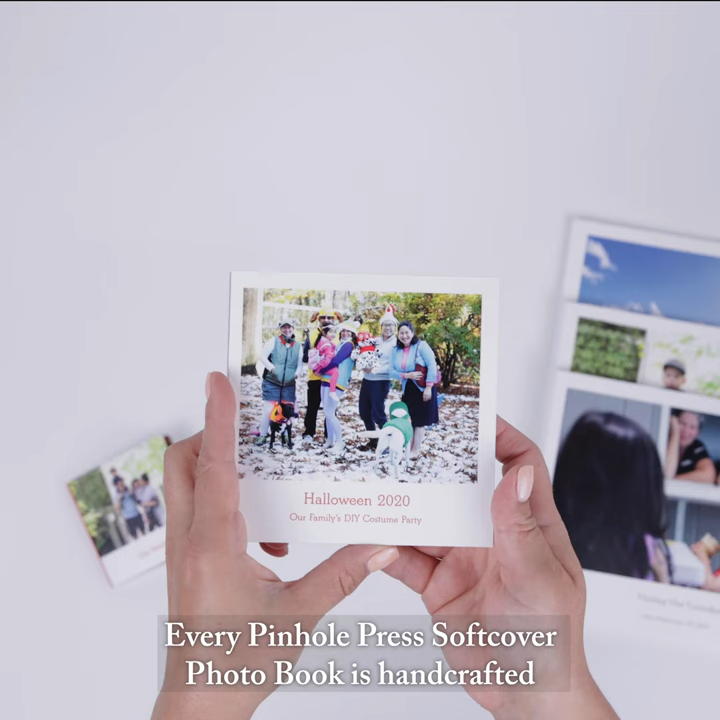 Halloween 2020
Our Family's DIY Costume Party
Every Pinhole Press Softcover
Photo Book is handcrafted